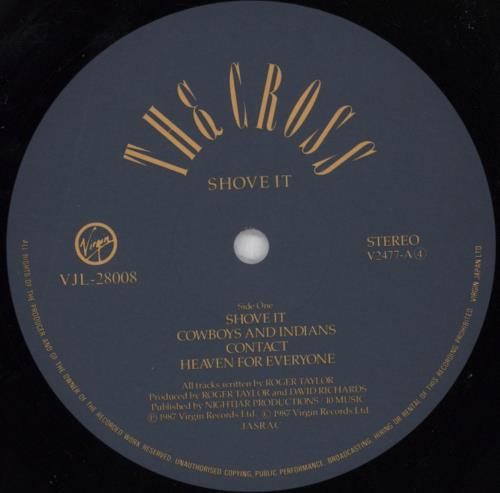 TH& CROSS
SHOVE IT
Virgin
VJL-28008
STEREO
V2477-A④
Side One
SHOVE IT
COWBOYS AND INDIANS
CONTACT
HEAVEN FOR EVERYONE
All tracks written by ROGER TAYLOR
Produced by ROGER TAYLOR and DAVID RICHARDS
Published by NIGHTJAR PRODUCTIONS / 10 MUSIC
℗ 1987 Virgin Records Ltd. © 1987 Virgin Records Ltd
JASRAC
ALL RIGHTS OF THE PRODUCER AND OF THE OWNER OF THE RECORDED WORK RESERVED. UNAUTHORISED COPYING, PUBLIC PERFORMANCE, BROADCASTING, HIRING OR RENTAL OF THIS RECORDING PROHIBITED. VIRGIN JAPAN LTD.